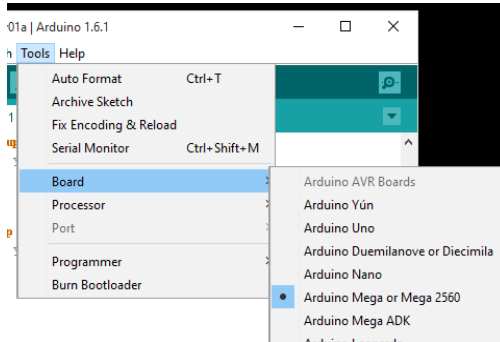 01a | Arduino 1.6.1
h Tools Help
Auto Format Ctrl+T
Archive Sketch
Fix Encoding & Reload
1
Serial Monitor Ctrl+Shift+M
Board
Arduino AVR Boards
Processor
Arduino Yún
Port
Arduino Uno
Arduino Duemilanove or Diecimila
Programmer
Arduino Nano
Burn Bootloader
Arduino Mega or Mega 2560
Arduino Mega ADK